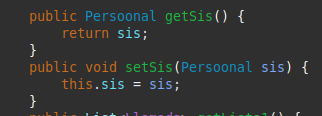 public Persoonal getSis() {
return sis;
}
public void setSis(Persoonal sis) {
this.sis = sis;
}